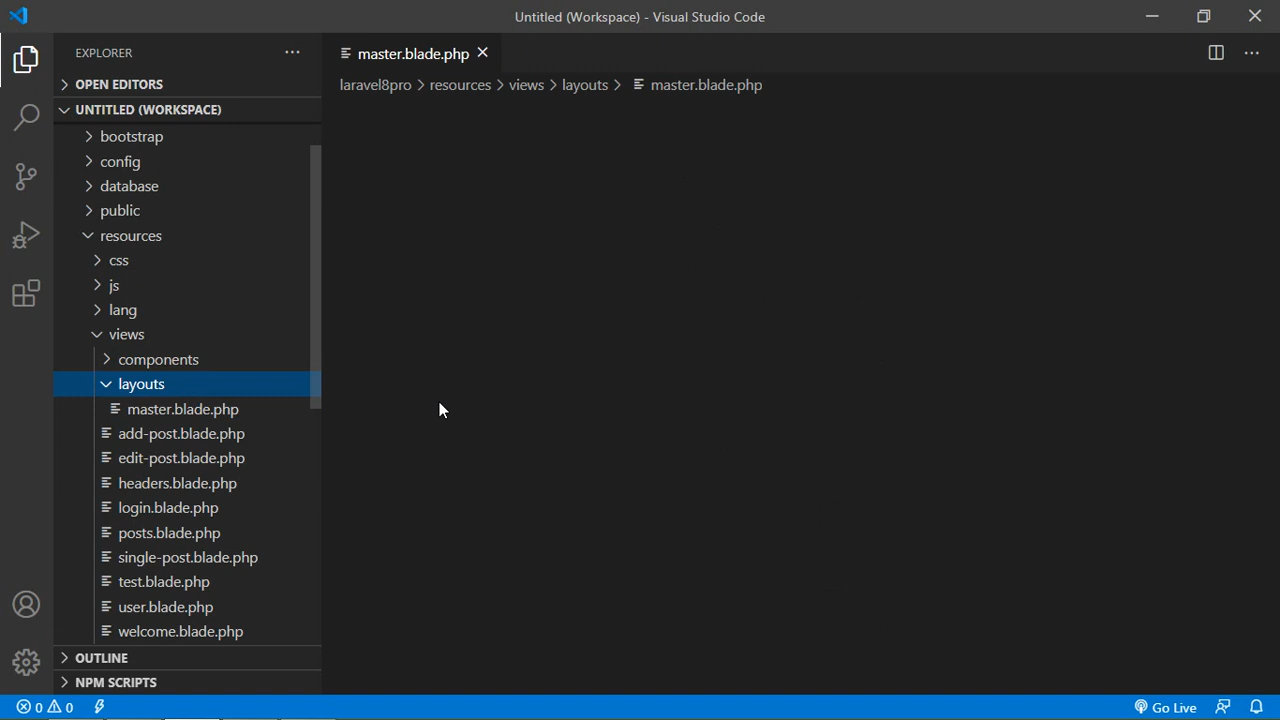 Untitled (Workspace) - Visual Studio Code
EXPLORER
OPEN EDITORS
UNTITLED (WORKSPACE)
bootstrap
config
database
public
resources
css
js
lang
views
components
layouts
master.blade.php
add-post.blade.php
edit-post.blade.php
headers.blade.php
login.blade.php
posts.blade.php
single-post.blade.php
test.blade.php
user.blade.php
welcome.blade.php
OUTLINE
NPM SCRIPTS
master.blade.php
laravel8pro > resources > views > layouts > master.blade.php
0 0
Go Live